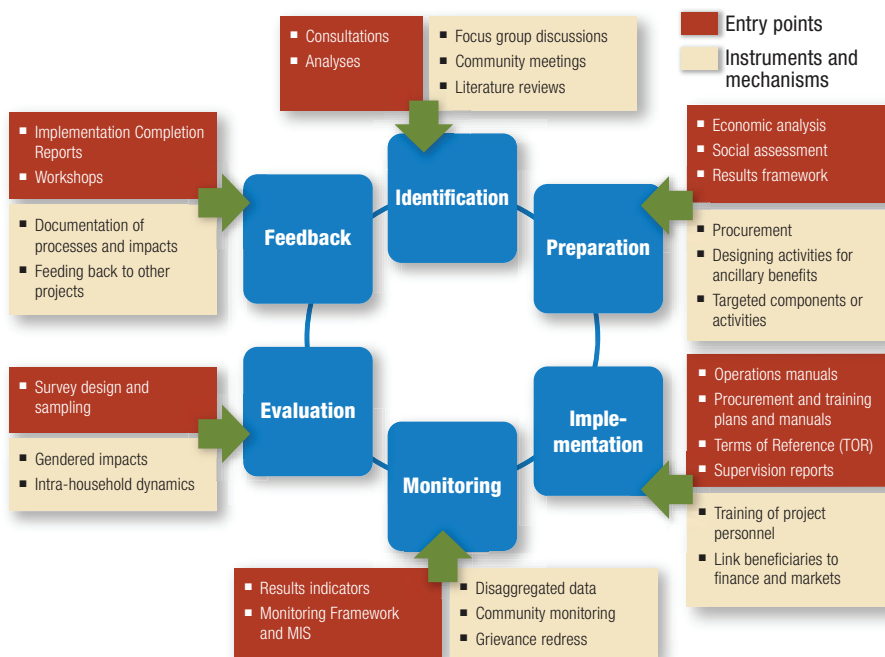 Entry points
Instruments and
mechanisms
■ Consultations
■ Analyses
■ Focus group discussions
■ Community meetings
■ Literature reviews
Identification
■ Economic analysis
■ Social assessment
■ Results framework
■ Procurement
■ Designing activities for
ancillary benefits
■ Targeted components or
activities
Preparation
■ Operations manuals
■ Procurement and training
plans and manuals
■ Terms of Reference (TOR)
■ Supervision reports
■ Training of project
personnel
■ Link beneficiaries to
finance and markets
Imple-
mentation
Monitoring
■ Results indicators
■ Monitoring Framework
and MIS
■ Disaggregated data
■ Community monitoring
■ Grievance redress
■ Survey design and
sampling
■ Gendered impacts
■ Intra-household dynamics
Evaluation
■ Implementation Completion
Reports
■ Workshops
■ Documentation of
processes and impacts
■ Feeding back to other
projects
Feedback